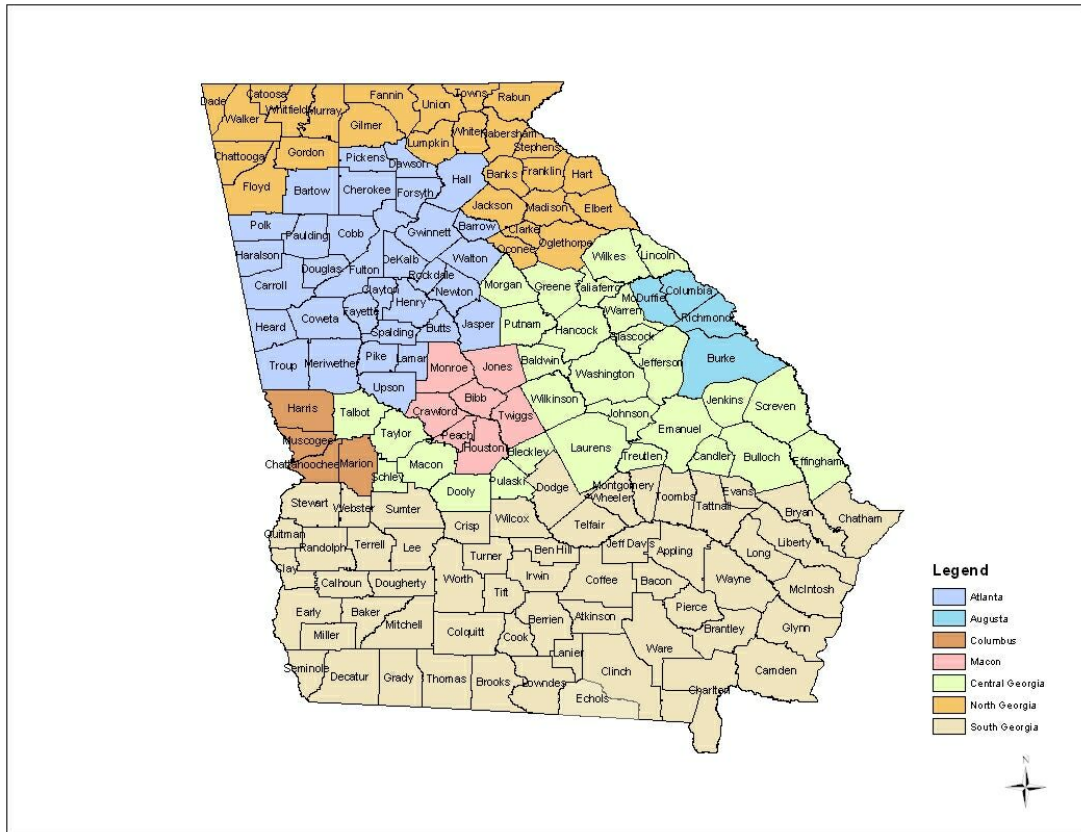 Dade
Catoosa
Whitfield
Murray
Fannin
Union
Towns
Rabun
Walker
Gilmer
Lumpkin
White
Habersham
Stephens
Chattooga
Gordon
Pickens
Dawson
Hall
Banks
Franklin
Hart
Floyd
Bartow
Cherokee
Forsyth
Jackson
Madison
Elbert
Polk
Paulding
Cobb
Gwinnett
Barrow
Clarke
Oconee
Oglethorpe
Haralson
Douglas
Fulton
DeKalb
Walton
Wilkes
Lincoln
Carroll
Clayton
Rockdale
Newton
Morgan
Greene
Taliaferro
McDuffie
Columbia
Heard
Coweta
Fayette
Henry
Spalding
Butts
Jasper
Putnam
Hancock
Warren
Glascock
Richmond
Troup
Meriwether
Pike
Lamar
Monroe
Jones
Baldwin
Washington
Jefferson
Burke
Upson
Harris
Talbot
Crawford
Bibb
Twiggs
Wilkinson
Johnson
Jenkins
Screven
Muscogee
Taylor
Peach
Houston
Bleckley
Laurens
Emanuel
Chattahoochee
Marion
Schley
Macon
Dooly
Pulaski
Treutlen
Candler
Bulloch
Effingham
Stewart
Webster
Sumter
Crisp
Wilcox
Dodge
Montgomery
Wheeler
Toombs
Tattnall
Evans
Bryan
Chatham
Quitman
Randolph
Terrell
Lee
Turner
Ben Hill
Telfair
Jeff Davis
Appling
Long
Liberty
Clay
Calhoun
Dougherty
Worth
Tift
Irwin
Coffee
Bacon
Wayne
McIntosh
Early
Baker
Mitchell
Colquitt
Cook
Berrien
Atkinson
Pierce
Brantley
Glynn
Miller
Lanier
Ware
Seminole
Decatur
Grady
Thomas
Brooks
Lowndes
Echols
Clinch
Charlton
Camden
Legend
Atlanta
Augusta
Columbus
Macon
Central Georgia
North Georgia
South Georgia
N